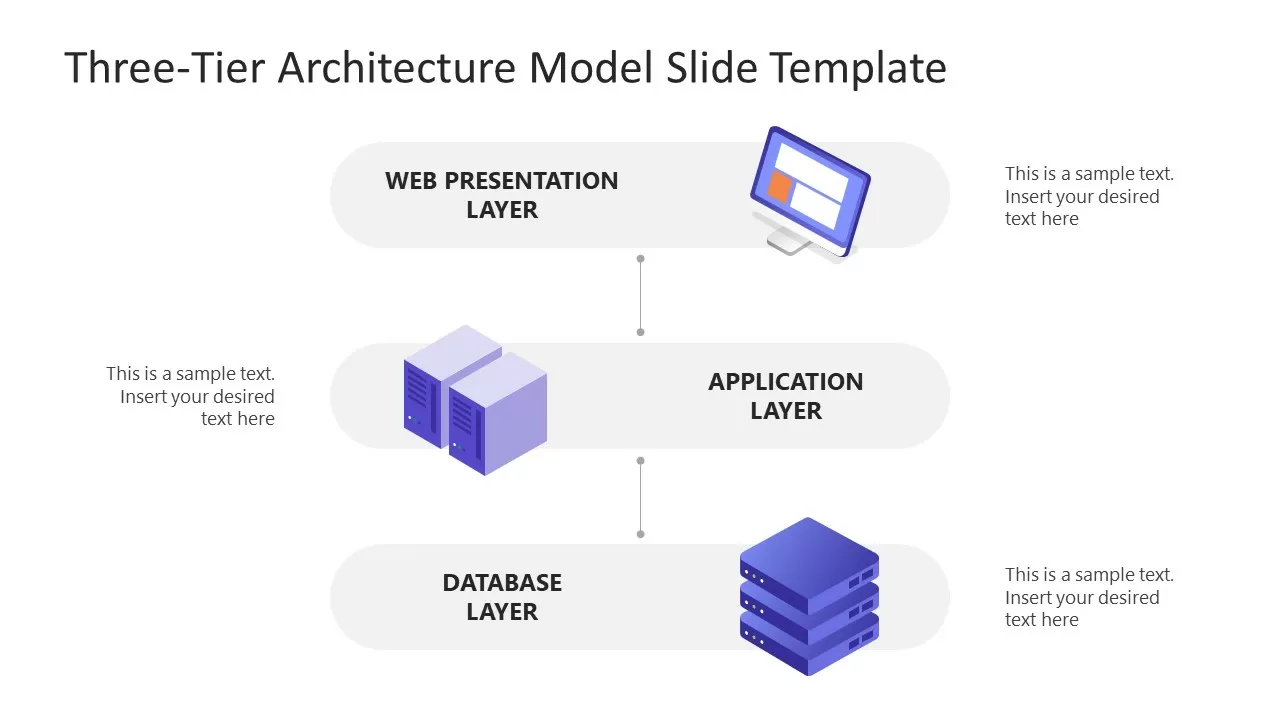 Three-Tier Architecture Model Slide Template
WEB PRESENTATION
LAYER
This is a sample text.
Insert your desired
text here
This is a sample text.
Insert your desired
text here
APPLICATION
LAYER
DATABASE
LAYER
This is a sample text.
Insert your desired
text here